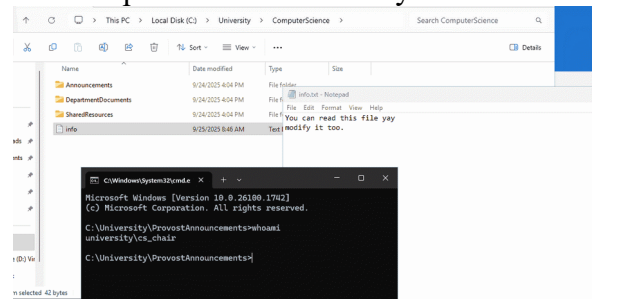 This PC > Local Disk (C:) > University > ComputerScience >
Search ComputerScience
Sort
View
Details
Name
Date modified
Type
Size
Announcements
9/24/2025 4:04 PM
File folder
DepartmentDocuments
9/24/2025 4:04 PM
SharedResources
9/24/2025 4:04 PM
info
9/25/2025 8:46 AM
Text
info.txt - Notepad
File Edit Format View Help
You can read this file yay
modify it too.
C:\Windows\System32\cmd.e
Microsoft Windows [Version 10.0.26100.1742]
(c) Microsoft Corporation. All rights reserved.
C:\University\ProvostAnnouncements>whoami
university\cs_chair
C:\University\ProvostAnnouncements>
selected 42 bytes